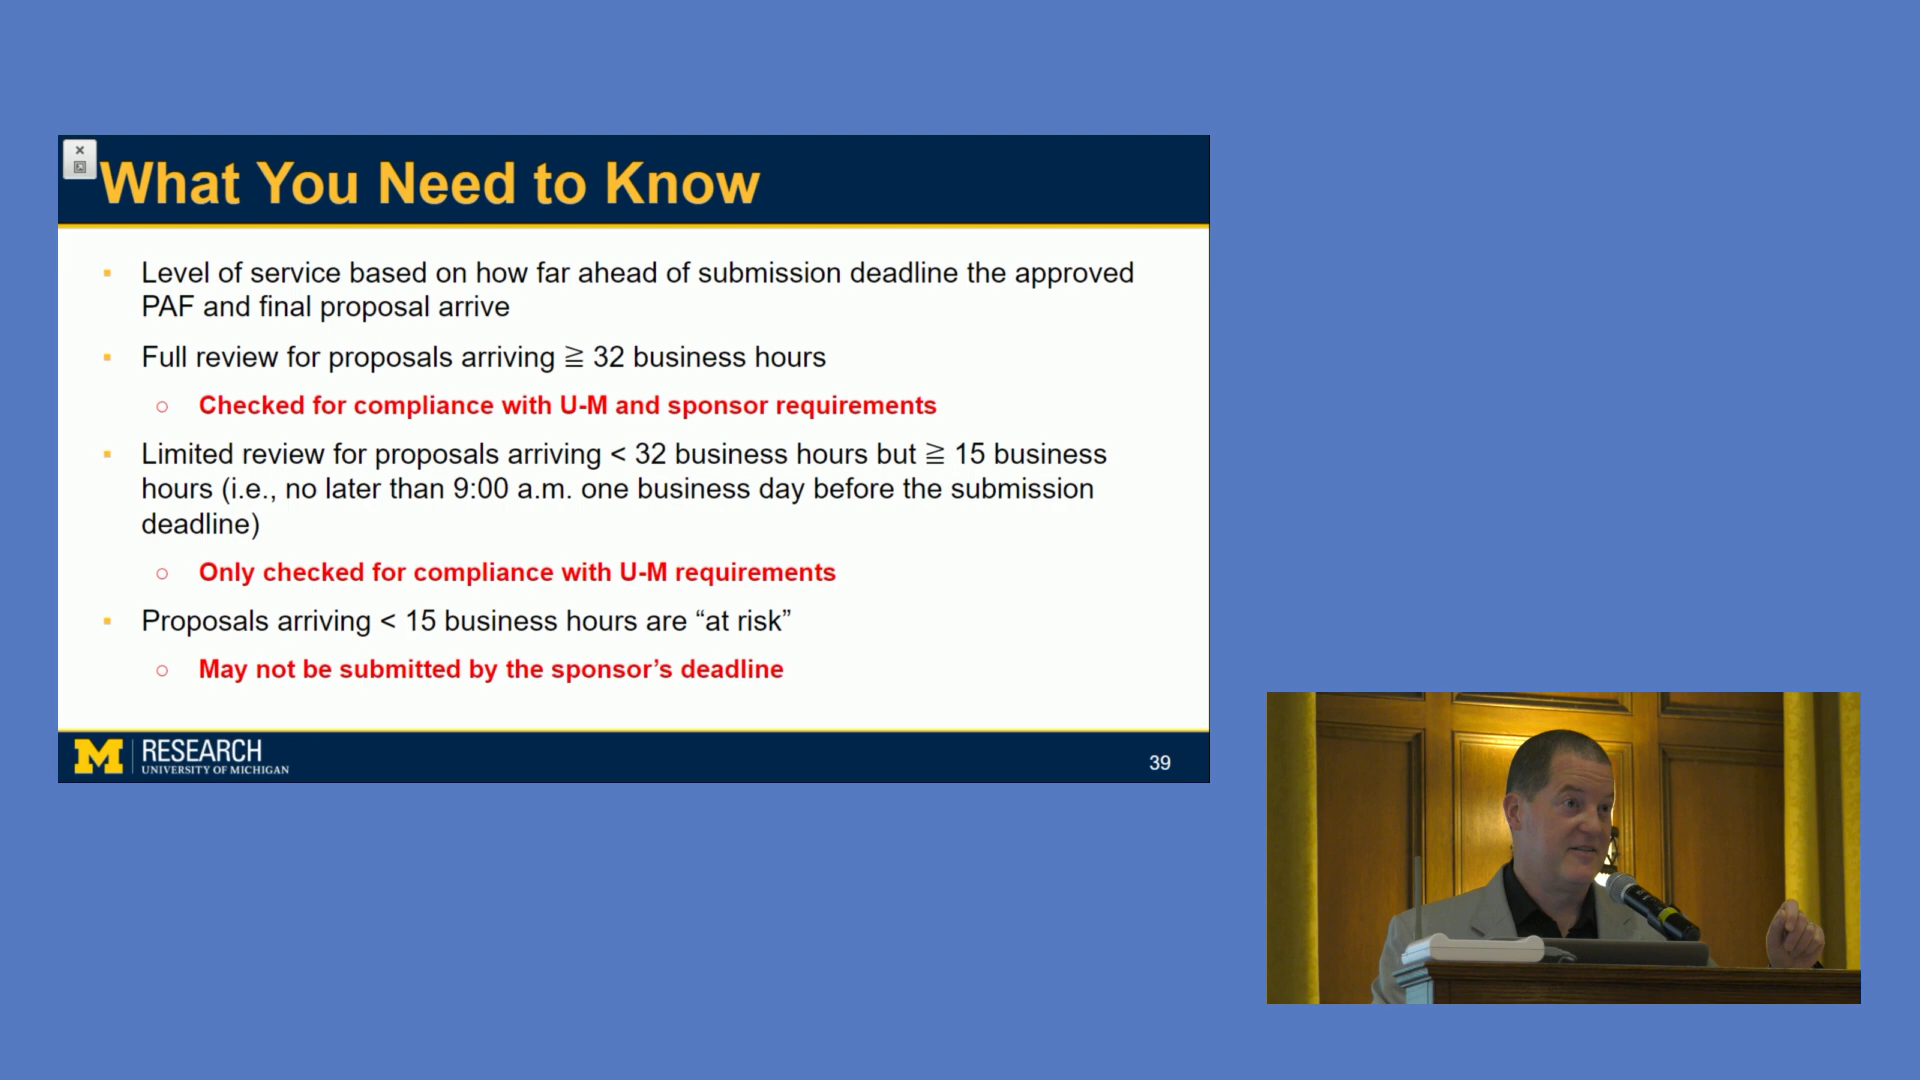 What You Need to Know
▪ Level of service based on how far ahead of submission deadline the approved
PAF and final proposal arrive
▪ Full review for proposals arriving ≧ 32 business hours
○ Checked for compliance with U-M and sponsor requirements
▪ Limited review for proposals arriving < 32 business hours but ≧ 15 business
hours (i.e., no later than 9:00 a.m. one business day before the submission
deadline)
○ Only checked for compliance with U-M requirements
▪ Proposals arriving < 15 business hours are “at risk”
○ May not be submitted by the sponsor’s deadline
M RESEARCH
UNIVERSITY OF MICHIGAN
39